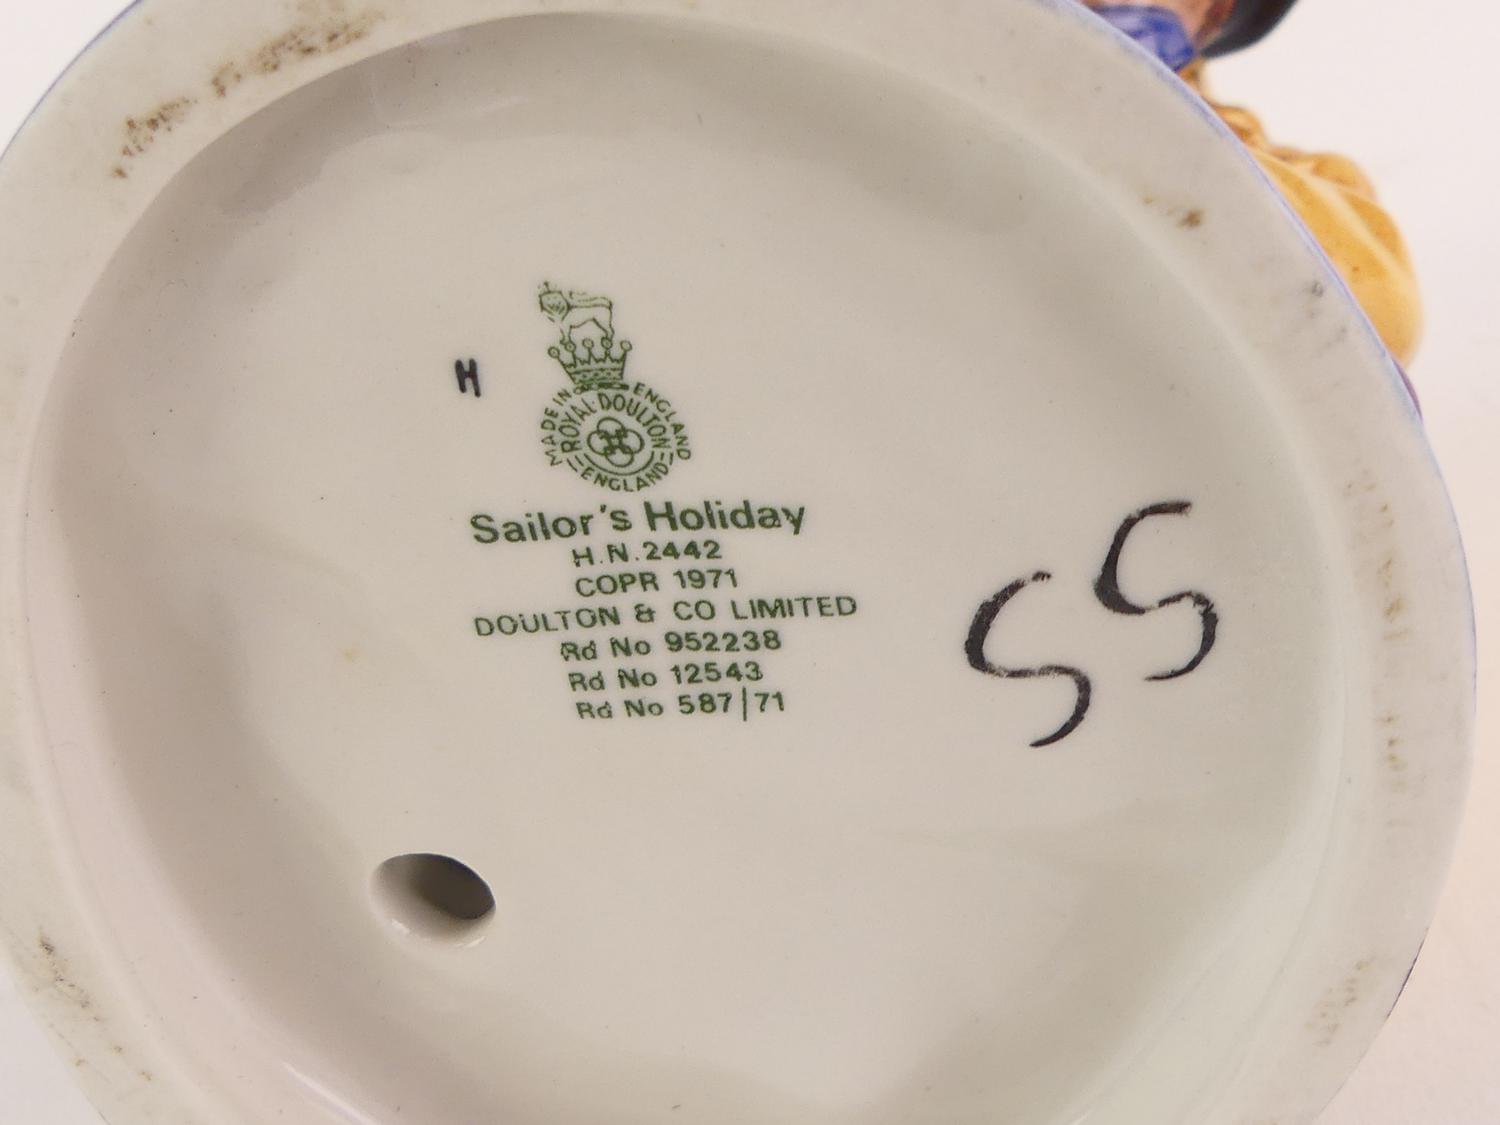 H
MADE IN ENGLAND
ROYAL DOULTON
ENGLAND
Sailor's Holiday
H.N.2442
COPR 1971
DOULTON & CO LIMITED
Rd No 952238
Rd No 12543
Rd No 587/71
SS